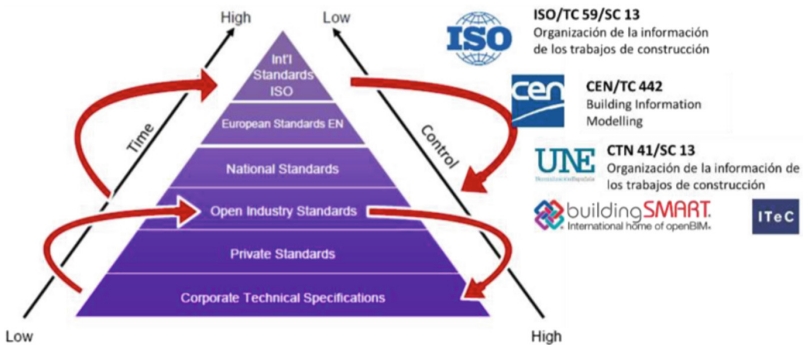 High
Low
ISO/TC 59/SC 13
Organización de la información
de los trabajos de construcción
ISO
Int'l
Standards
ISO
CEN/TC 442
Building Information
Modelling
cen
European Standards EN
Time
Control
CTN 41/SC 13
Organización de la información de
los trabajos de construcción
UNE
National Standards
Open Industry Standards
buildingSMART®
International home of openBIM®
ITeC
Private Standards
Corporate Technical Specifications
Low
High